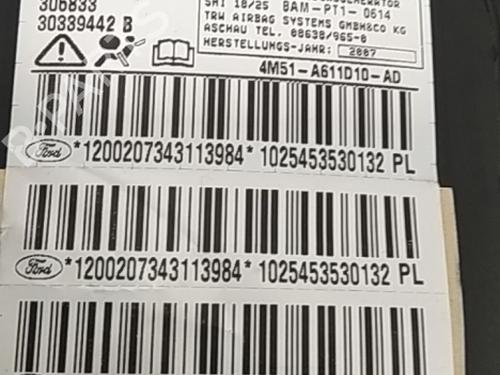 306833
30339442 B
SHI 18/25 BAM-PT1-0614
TRW AIRBAG SYSTEMS GMBH&CO KG
ASCHAU TEL. 08638/965-0
HERSTELLUNGS-JAHR: 2007
4M51-A611D10-AD
Ford *1200207343113984*1025453530132 PL
Ford *1200207343113984*1025453530132 PL